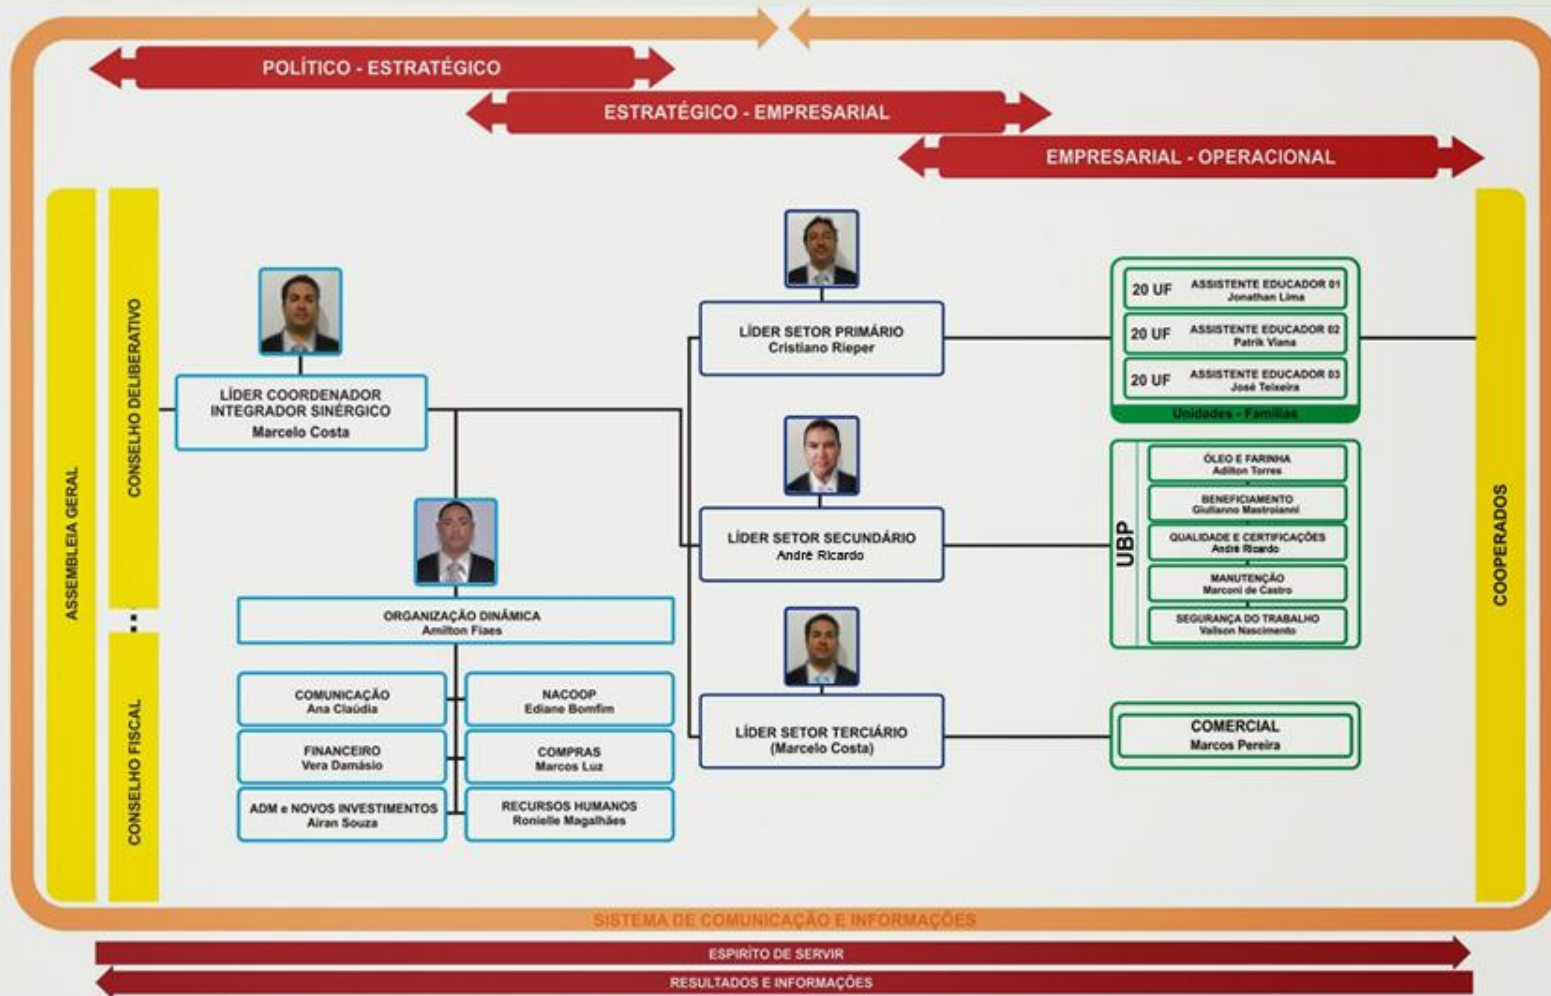 POLÍTICO - ESTRATÉGICO
ESTRATÉGICO - EMPRESARIAL
EMPRESARIAL - OPERACIONAL
ASSEMBLEIA GERAL
CONSELHO DELIBERATIVO
CONSELHO FISCAL
LÍDER COORDENADOR
INTEGRADOR SINÉRGICO
Marcelo Costa
ORGANIZAÇÃO DINÂMICA
Amilton Fiaes
COMUNICAÇÃO
Ana Claúdia
NACOOP
Ediane Bomfim
FINANCEIRO
Vera Damásio
COMPRAS
Marcos Luz
ADM e NOVOS INVESTIMENTOS
Airan Souza
RECURSOS HUMANOS
Ronielle Magalhães
LÍDER SETOR PRIMÁRIO
Cristiano Rieper
LÍDER SETOR SECUNDÁRIO
André Ricardo
LÍDER SETOR TERCIÁRIO
(Marcelo Costa)
20 UF
ASSISTENTE EDUCADOR 01
Jonathan Lima
20 UF
ASSISTENTE EDUCADOR 02
Patrik Viana
20 UF
ASSISTENTE EDUCADOR 03
José Teixeira
Unidades - Famílias
UBP
ÓLEO E FARINHA
Adilton Torres
BENEFICIAMENTO
Giulianno Mastroianni
QUALIDADE E CERTIFICAÇÕES
André Ricardo
MANUTENÇÃO
Marconi de Castro
SEGURANÇA DO TRABALHO
Vailson Nascimento
COMERCIAL
Marcos Pereira
COOPERADOS
SISTEMA DE COMUNICAÇÃO E INFORMAÇÕES
ESPIRÍTO DE SERVIR
RESULTADOS E INFORMAÇÕES